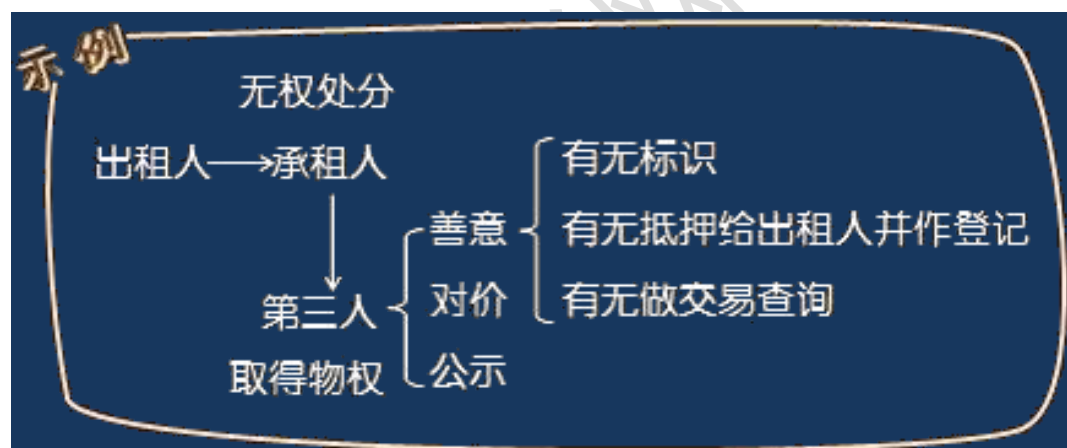 示例
无权处分
出租人→承租人
有无标识
善意
有无抵押给出租人并作登记
第三人
对价
有无做交易查询
取得物权
公示